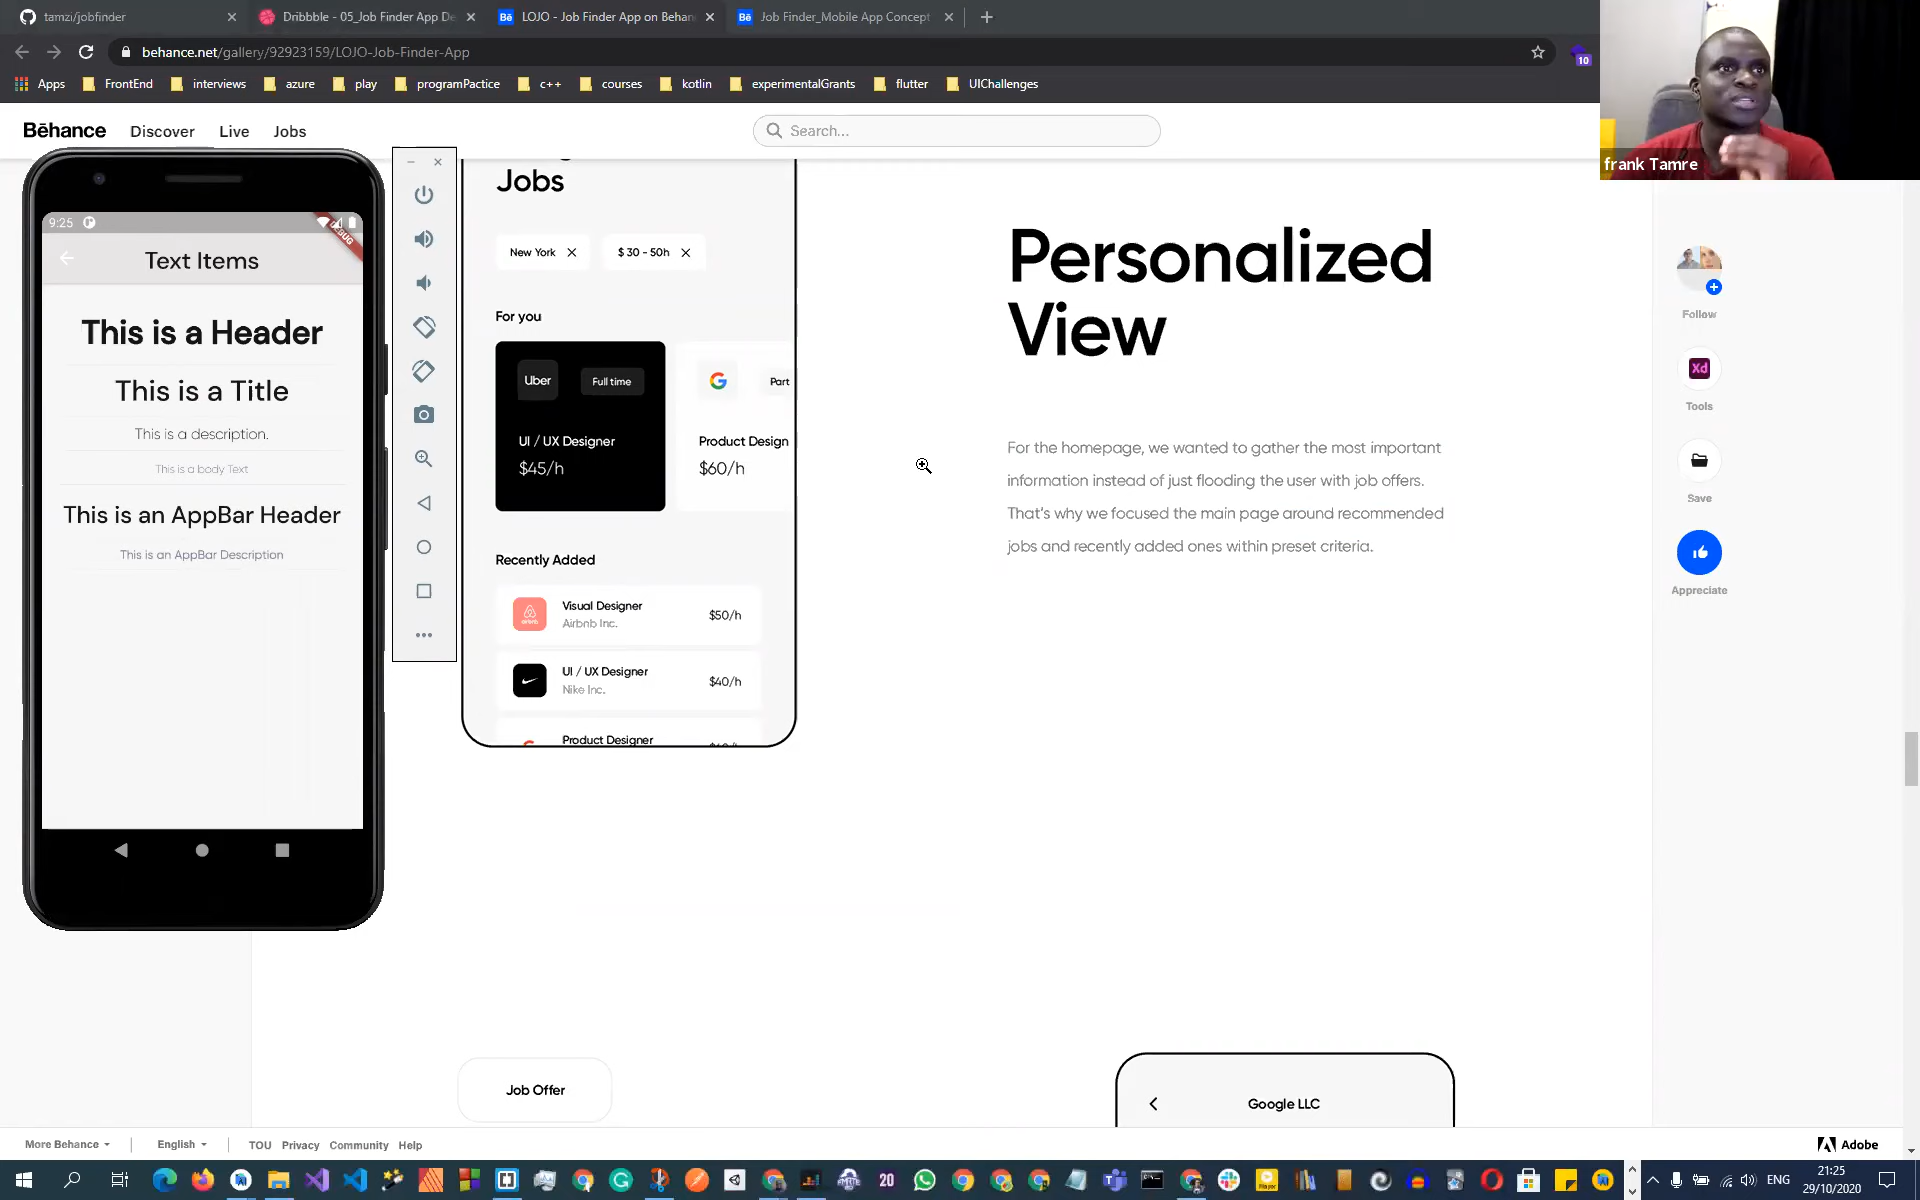 tamzi/jobfinder
Dribbble - 05_Job Finder App De
LOJO - Job Finder App on Behan
Job Finder_Mobile App Concept
behance.net/gallery/92923159/LOJO-Job-Finder-App
10
Apps
FrontEnd
interviews
azure
play
programPactice
c++
courses
kotlin
experimentalGrants
flutter
UIChallenges
frank Tamre
Bēhance
Discover
Live
Jobs
Search...
9:25
DEBUG
Text Items
This is a Header
This is a Title
This is a description.
This is a body Text
This is an AppBar Header
This is an AppBar Description
Jobs
New York
$ 30 - 50h
For you
Uber
Full time
UI / UX Designer
$45/h
Part
Product Design
$60/h
Recently Added
Visual Designer
Airbnb Inc.
$50/h
UI / UX Designer
Nike Inc.
$40/h
Product Designer
Personalized
View
For the homepage, we wanted to gather the most important
information instead of just flooding the user with job offers.
That's why we focused the main page around recommended
jobs and recently added ones within preset criteria.
Follow
Xd
Tools
Save
Appreciate
Job Offer
Google LLC
More Behance
English
TOU
Privacy
Community
Help
Adobe
20
ENG
21:25
29/10/2020